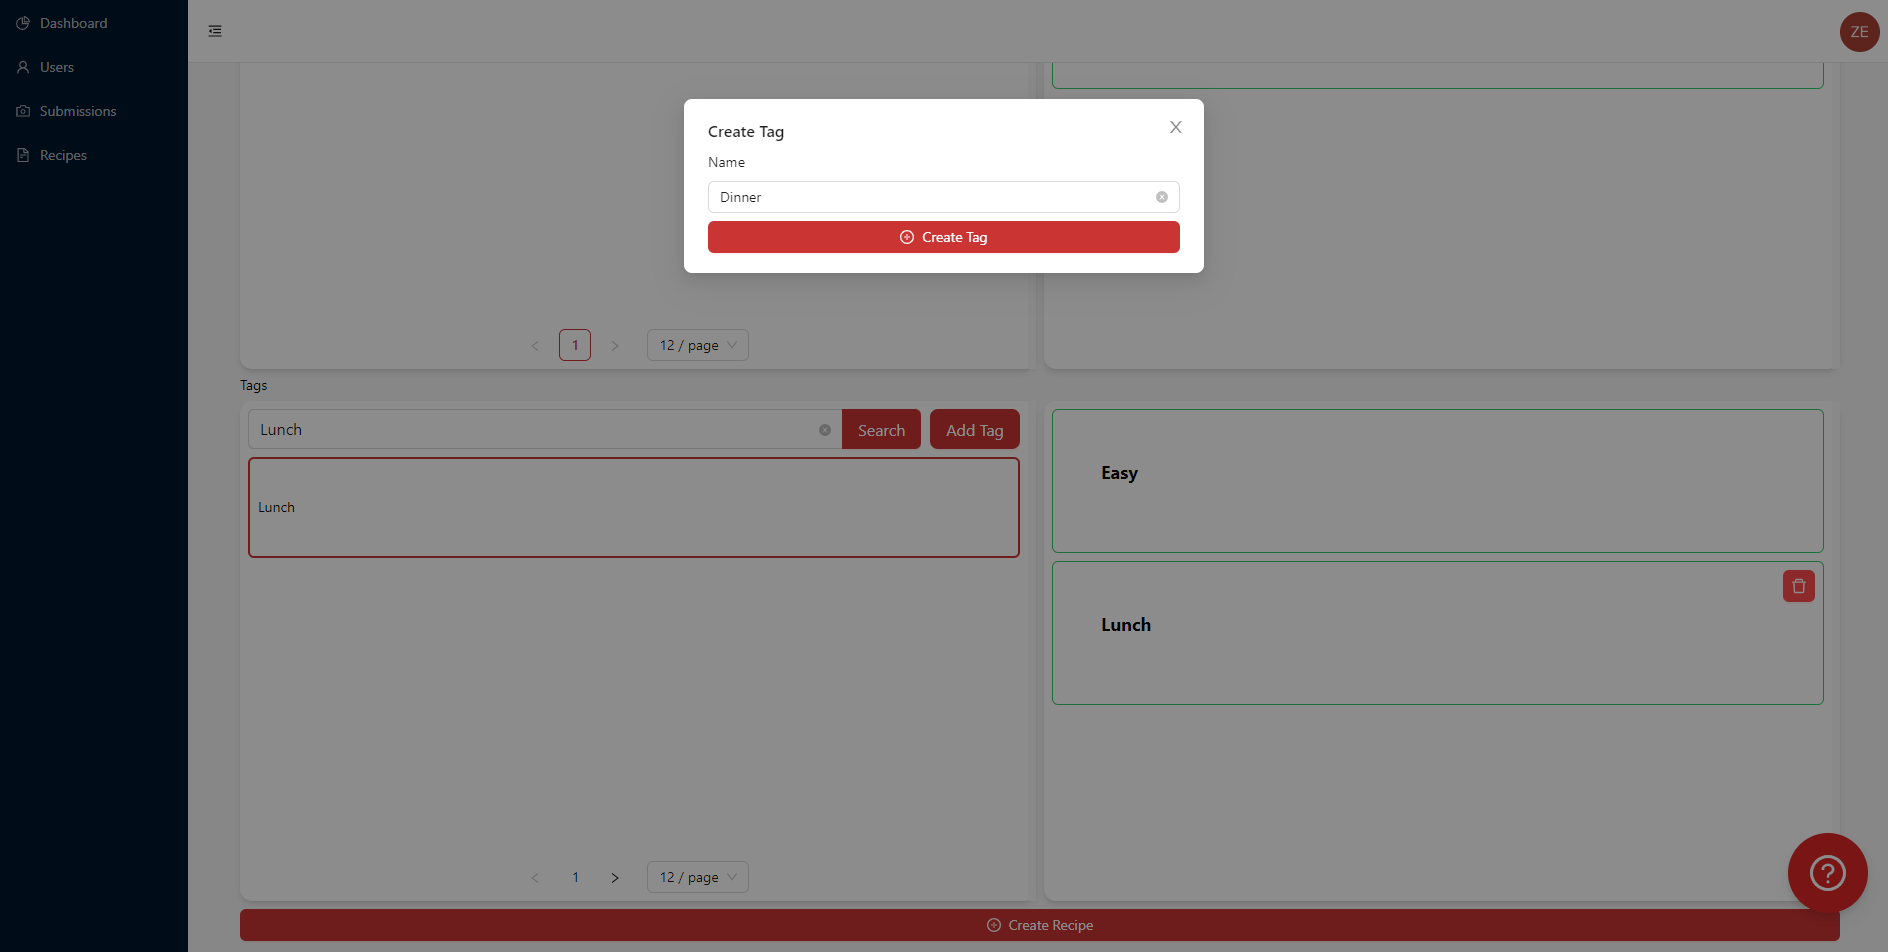 Dashboard
Users
Submissions
Recipes
ZE
Create Tag
Name
Dinner
Create Tag
1
12 / page
Tags
Lunch
Search
Add Tag
Lunch
Easy
Lunch
1
12 / page
Create Recipe